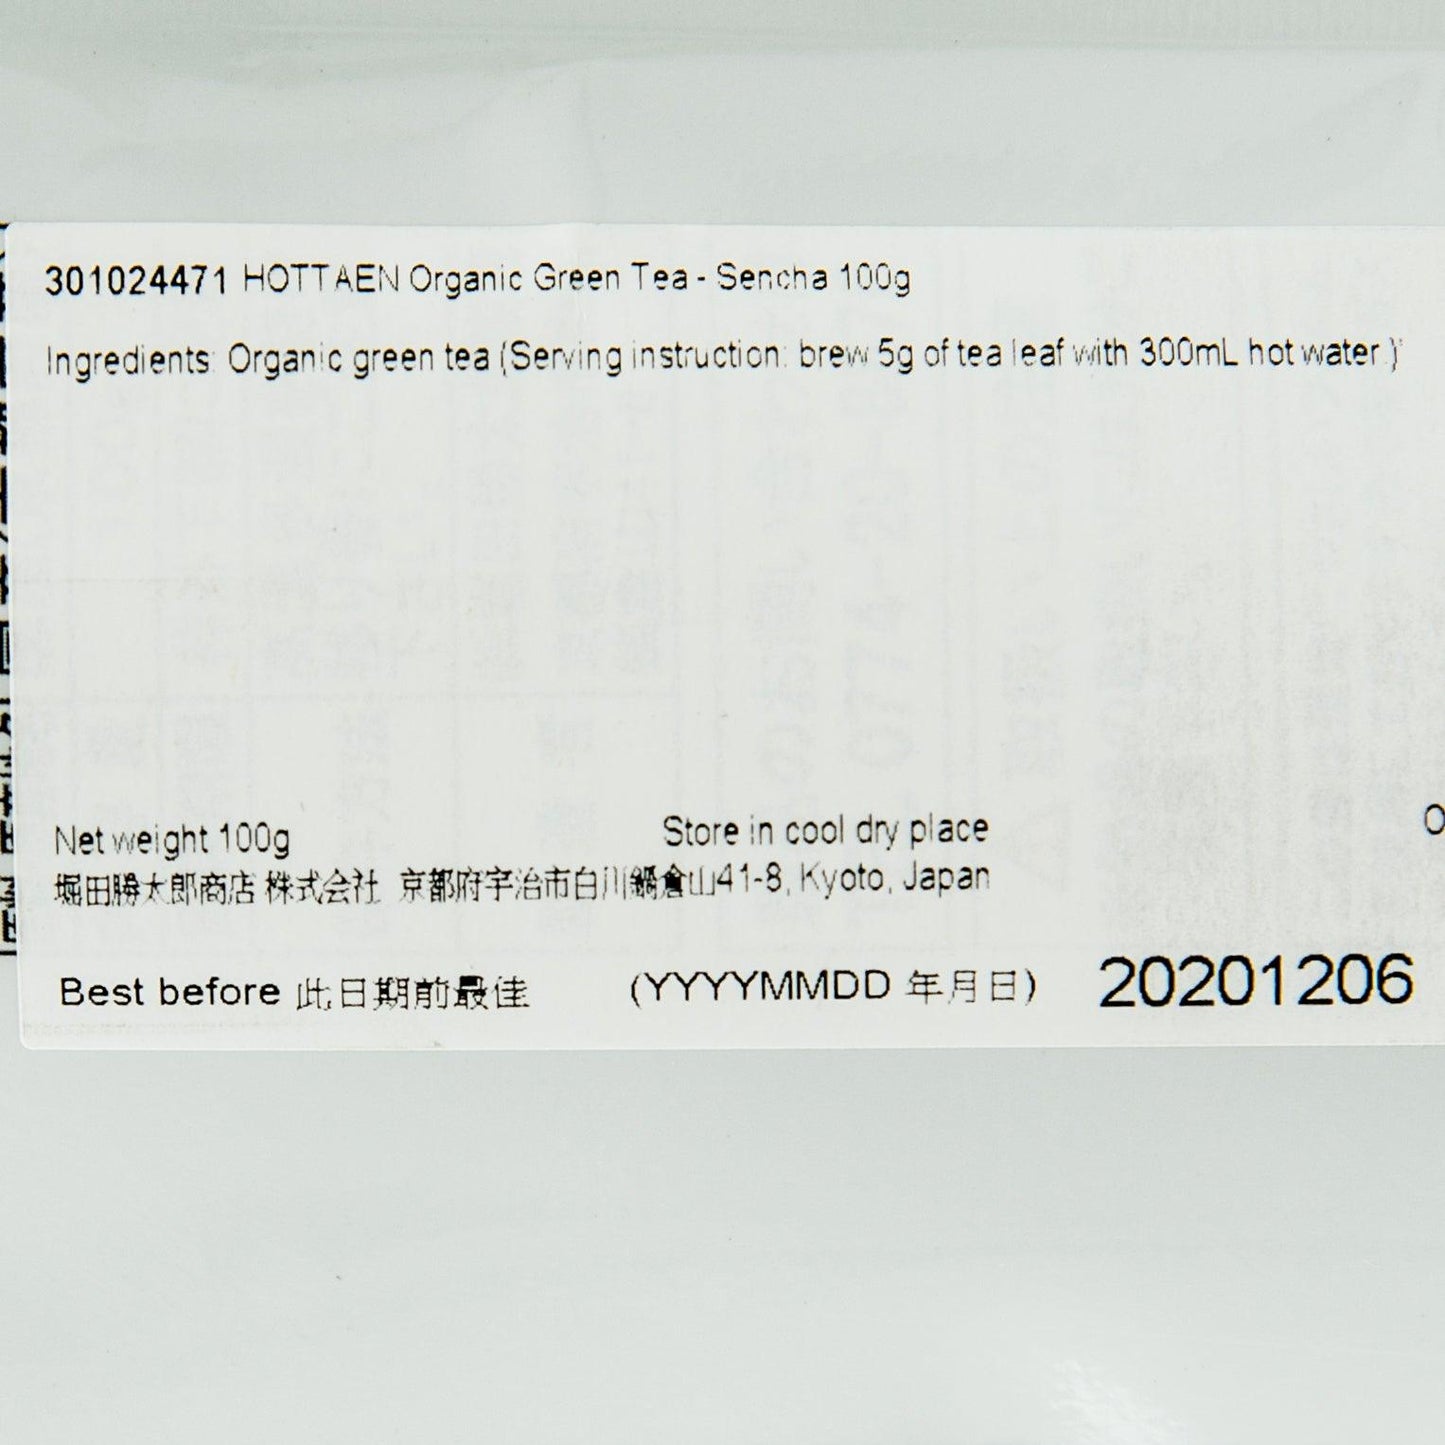 301024471 HOTTAEN Organic Green Tea - Sencha 100g
Ingredients: Organic green tea (Serving instruction: brew 5g of tea leaf with 300mL hot water.)
Net weight 100g Store in cool dry place
堀田勝太郎商店 株式会社 京都府宇治市白川鍋倉山41-8, Kyoto, Japan
Best before 此日期前最佳 (YYYYMMDD 年月日) 20201206